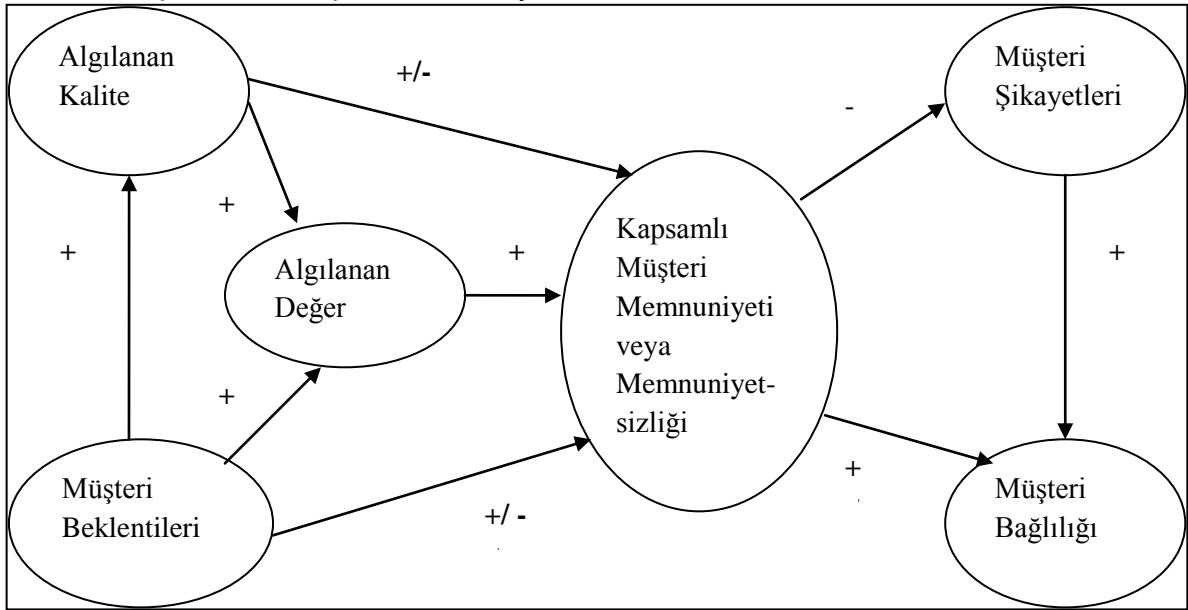 Algılanan
Kalite
+/-
Müşteri
Şikayetleri
-
+
+
Algılanan
Değer
+
Kapsamlı
Müşteri
Memnuniyeti
veya
Memnuniyet-
sizliği
+
+
Müşteri
Beklentileri
+/ -
+
Müşteri
Bağlılığı